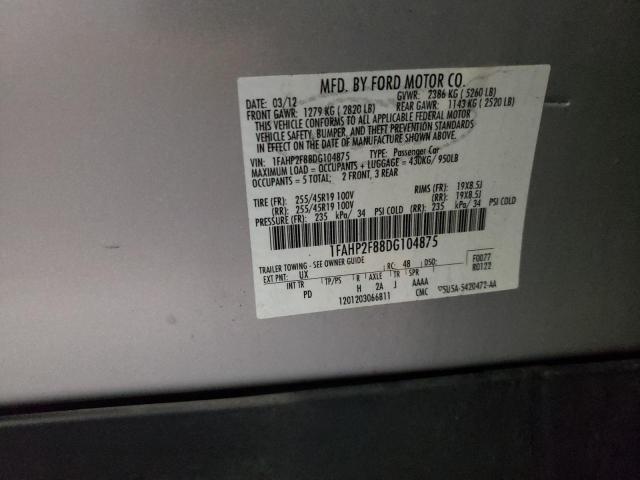 MFD. BY FORD MOTOR CO.
DATE: 03/12 GVWR: 2386 KG ( 5260 LB)
FRONT GAWR: 1279 KG ( 2820 LB) REAR GAWR: 1143 KG ( 2520 LB)
THIS VEHICLE CONFORMS TO ALL APPLICABLE FEDERAL MOTOR
VEHICLE SAFETY, BUMPER, AND THEFT PREVENTION STANDARDS
IN EFFECT ON THE DATE OF MANUFACTURE SHOWN ABOVE.
VIN: 1FAHP2F88DG104875 TYPE: Passenger Car
MAXIMUM LOAD = OCCUPANTS + LUGGAGE = 430KG/ 950LB
OCCUPANTS = 5 TOTAL; 2 FRONT, 3 REAR
TIRE (FR): 255/45R19 100V RIMS (FR): 19X8.5J
(RR): 255/45R19 100V (RR): 19X8.5J
PRESSURE (FR): 235 kPa/ 34 PSI COLD (RR): 235 kPa/ 34 PSI COLD
1FAHP2F88DG104875
TRAILER TOWING - SEE OWNER GUIDE
EXT PNT: UX RC: 48 DSO: F0077
R0122
INT TR TP/PS R AXLE TR SPR
PD H 2A J AAAA
1201203066811 CMC 5U5A-5420472-AA